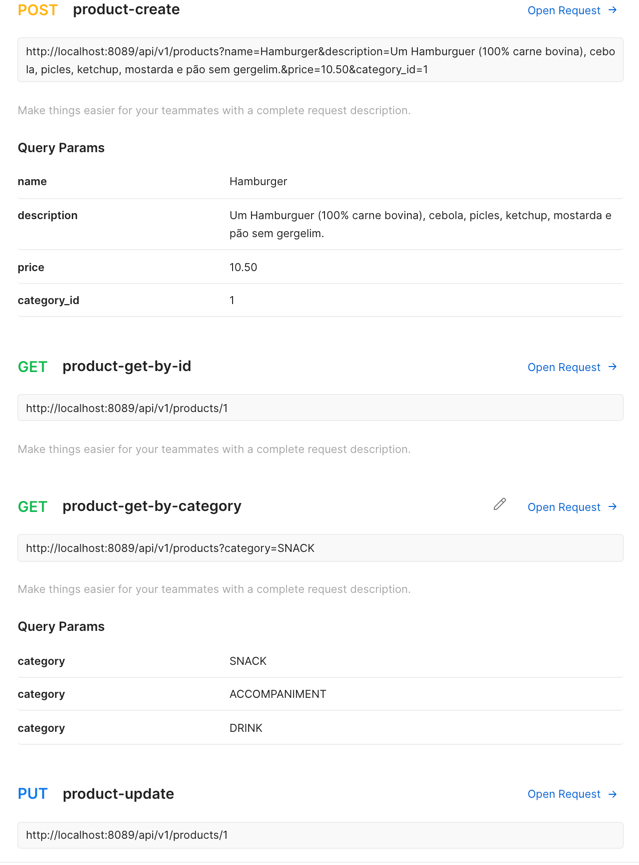 POST product-create Open Request →
http://localhost:8089/api/v1/products?name=Hamburger&description=Um Hamburguer (100% carne bovina), cebo
la, picles, ketchup, mostarda e pão sem gergelim.&price=10.50&category_id=1
Make things easier for your teammates with a complete request description.
Query Params
name Hamburger
description Um Hamburguer (100% carne bovina), cebola, picles, ketchup, mostarda e
pão sem gergelim.
price 10.50
category_id 1
GET product-get-by-id Open Request →
http://localhost:8089/api/v1/products/1
Make things easier for your teammates with a complete request description.
GET product-get-by-category Open Request →
http://localhost:8089/api/v1/products?category=SNACK
Make things easier for your teammates with a complete request description.
Query Params
category SNACK
category ACCOMPANIMENT
category DRINK
PUT product-update Open Request →
http://localhost:8089/api/v1/products/1